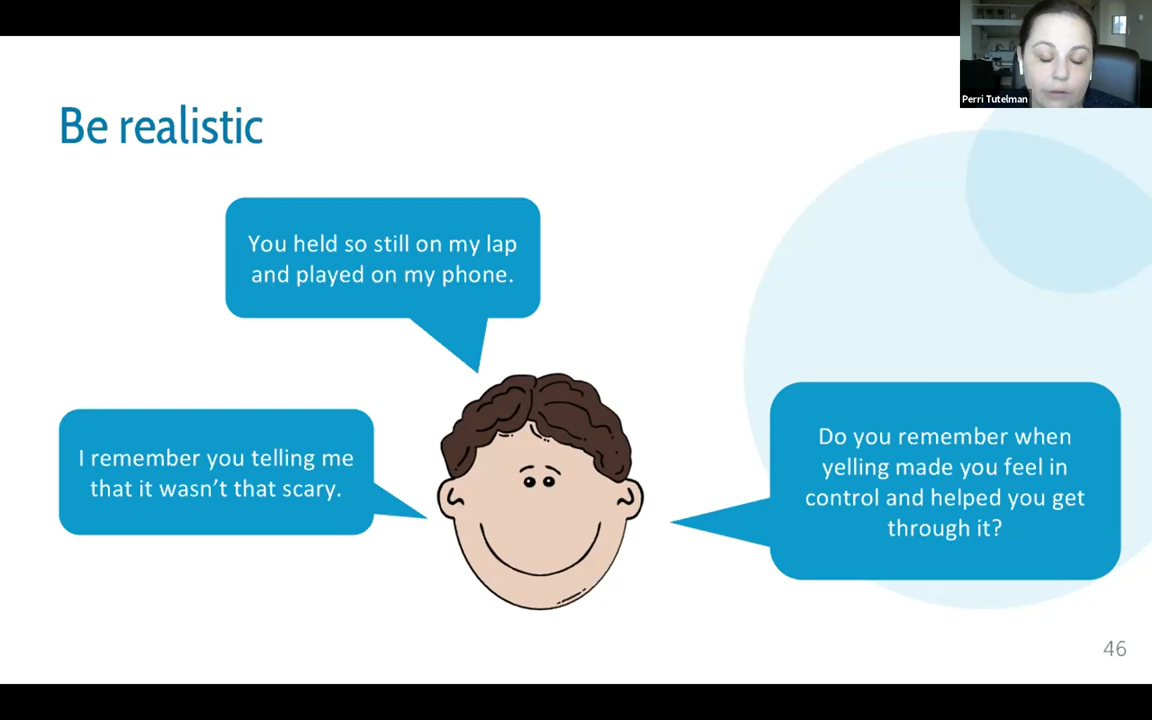 Perri Tutelman
Be realistic
You held so still on my lap
and played on my phone.
I remember you telling me
that it wasn't that scary.
Do you remember when
yelling made you feel in
control and helped you get
through it?
46